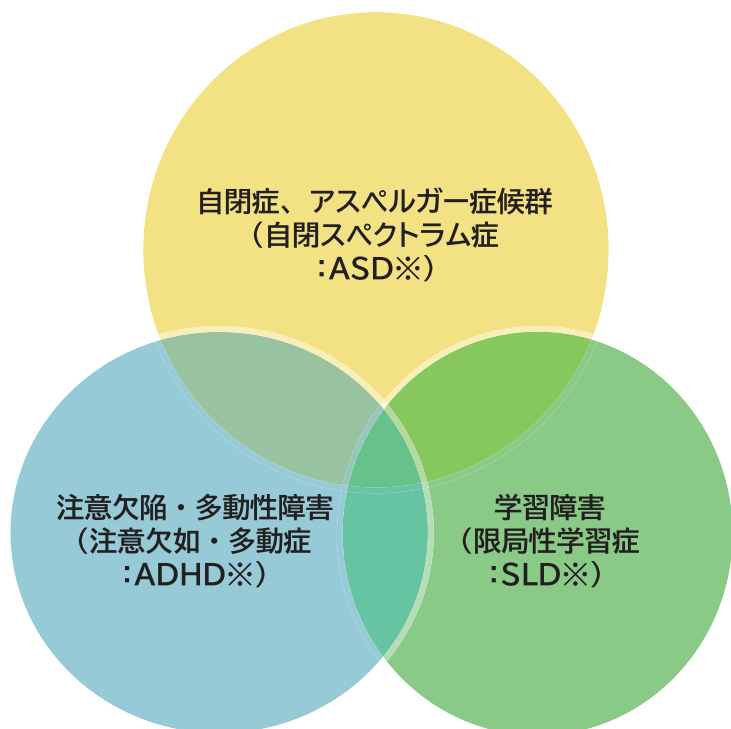 自閉症、アスペルガー症候群
（自閉スペクトラム症
：ASD※）
注意欠陥・多動性障害
（注意欠如・多動症
：ADHD※）
学習障害
（限局性学習症
：SLD※）